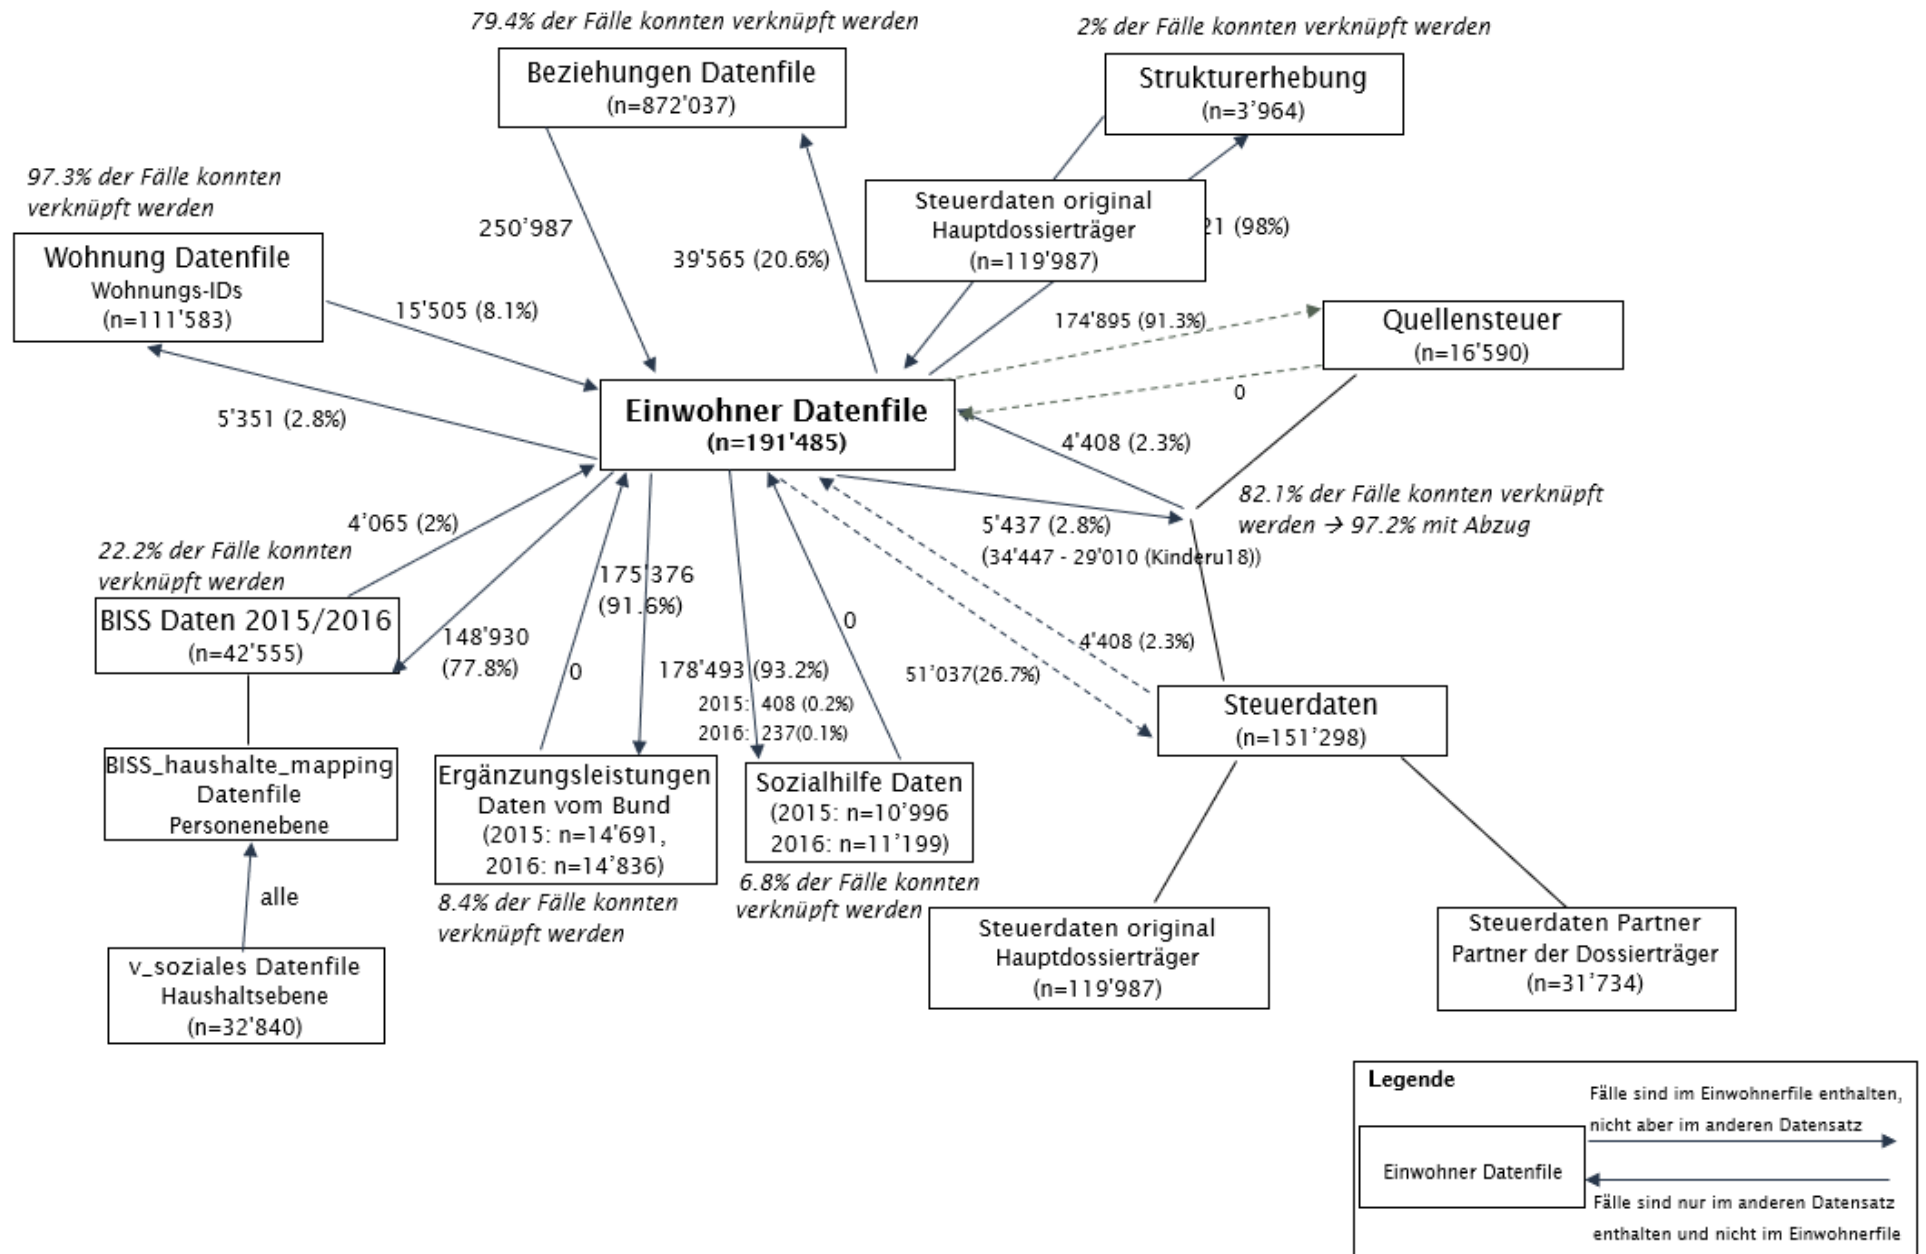 79.4% der Fälle konnten verknüpft werden
2% der Fälle konnten verknüpft werden
Beziehungen Datenfile
(n=872'037)
Strukturerhebung
(n=3’964)
97.3% der Fälle konnten
verknüpft werden
Steuerdaten original
Hauptdossierträger
(n=119'987)
21 (98%)
250’987
39'565 (20.6%)
Wohnung Datenfile
Wohnungs-IDs
(n=111'583)
15'505 (8.1%)
174'895 (91.3%)
Quellensteuer
(n=16'590)
0
5'351 (2.8%)
Einwohner Datenfile
(n=191'485)
4'408 (2.3%)
82.1% der Fälle konnten verknüpft
werden → 97.2% mit Abzug
5'437 (2.8%)
(34'447 - 29'010 (Kinderu18))
4’065 (2%)
22.2% der Fälle konnten
verknüpft werden
BISS Daten 2015/2016
(n=42'555)
148'930
(77.8%)
175'376
(91.6%)
0
0
178'493 (93.2%)
2015: 408 (0.2%)
2016: 237(0.1%)
51’037(26.7%)
4'408 (2.3%)
Steuerdaten
(n=151’298)
BISS_haushalte_mapping
Datenfile
Personenebene
Ergänzungsleistungen
Daten vom Bund
(2015: n=14'691,
2016: n=14’836)
Sozialhilfe Daten
(2015: n=10’996
2016: n=11’199)
8.4% der Fälle konnten
verknüpft werden
6.8% der Fälle konnten
verknüpft werden
alle
v_soziales Datenfile
Haushaltsebene
(n=32'840)
Steuerdaten original
Hauptdossierträger
(n=119'987)
Steuerdaten Partner
Partner der Dossierträger
(n=31’734)
Legende
Fälle sind im Einwohnerfile enthalten,
nicht aber im anderen Datensatz
Einwohner Datenfile
Fälle sind nur im anderen Datensatz
enthalten und nicht im Einwohnerfile